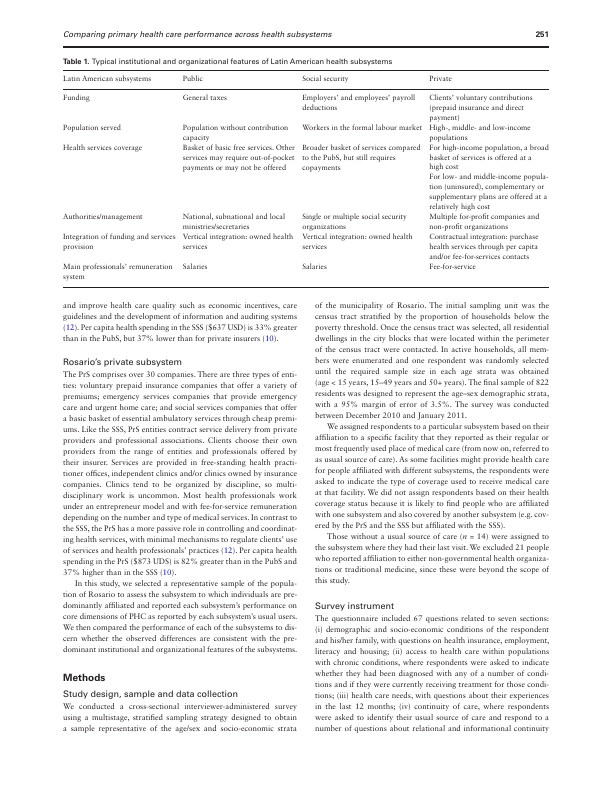 Comparing primary health care performance across health subsystems
251
Table 1. Typical institutional and organizational features of Latin American health subsystems
Latin American subsystems
Public
Social security
Private
Funding
General taxes
Employers' and employees' payroll
deductions
Clients' voluntary contributions
(prepaid insurance and direct
payment)
Population served
Population without contribution
capacity
Workers in the formal labour market
High-, middle- and low-income
populations
Health services coverage
Basket of basic free services. Other
services may require out-of-pocket
payments or may not be offered
Broader basket of services compared
to the PubS, but still requires
copayments
For high-income population, a broad
basket of services is offered at a
high cost
For low- and middle-income popula-
tion (uninsured), complementary or
supplementary plans are offered at a
relatively high cost
Authorities/management
National, subnational and local
ministries/secretaries
Single or multiple social security
organizations
Multiple for-profit companies and
non-profit organizations
Integration of funding and services
provision
Vertical integration: owned health
services
Vertical integration: owned health
services
Contractual integration: purchase
health services through per capita
and/or fee-for-services contacts
Main professionals' remuneration
system
Salaries
Salaries
Fee-for-service
and improve health care quality such as economic incentives, care
guidelines and the development of information and auditing systems
(12). Per capita health spending in the SSS ($637 USD) is 33% greater
than in the PubS, but 37% lower than for private insurers (10).
Rosario's private subsystem
The PrS comprises over 30 companies. There are three types of enti-
ties: voluntary prepaid insurance companies that offer a variety of
premiums; emergency services companies that provide emergency
care and urgent home care; and social services companies that offer
a basic basket of essential ambulatory services through cheap premi-
ums. Like the SSS, PrS entities contract service delivery from private
providers and professional associations. Clients choose their own
providers from the range of entities and professionals offered by
their insurer. Services are provided in free-standing health practi-
tioner offices, independent clinics and/or clinics owned by insurance
companies. Clinics tend to be organized by discipline, so multi-
disciplinary work is uncommon. Most health professionals work
under an entrepreneur model and with fee-for-service remuneration
depending on the number and type of medical services. In contrast to
the SSS, the PrS has a more passive role in controlling and coordinat-
ing health services, with minimal mechanisms to regulate clients' use
of services and health professionals' practices (12). Per capita health
spending in the PrS ($873 UDS) is 82% greater than in the PubS and
37% higher than in the SSS (10).
In this study, we selected a representative sample of the popula-
tion of Rosario to assess the subsystem to which individuals are pre-
dominantly affiliated and reported each subsystem's performance on
core dimensions of PHC as reported by each subsystem's usual users.
We then compared the performance of each of the subsystems to dis-
cern whether the observed differences are consistent with the pre-
dominant institutional and organizational features of the subsystems.
Methods
Study design, sample and data collection
We conducted a cross-sectional interviewer-administered survey
using a multistage, stratified sampling strategy designed to obtain
a sample representative of the age/sex and socio-economic strata
of the municipality of Rosario. The initial sampling unit was the
census tract stratified by the proportion of households below the
poverty threshold. Once the census tract was selected, all residential
dwellings in the city blocks that were located within the perimeter
of the census tract were contacted. In active households, all mem-
bers were enumerated and one respondent was randomly selected
until the required sample size in each age strata was obtained
(age < 15 years, 15–49 years and 50+ years). The final sample of 822
residents was designed to represent the age–sex demographic strata,
with a 95% margin of error of 3.5%. The survey was conducted
between December 2010 and January 2011.
We assigned respondents to a particular subsystem based on their
affiliation to a specific facility that they reported as their regular or
most frequently used place of medical care (from now on, referred to
as usual source of care). As some facilities might provide health care
for people affiliated with different subsystems, the respondents were
asked to indicate the type of coverage used to receive medical care
at that facility. We did not assign respondents based on their health
coverage status because it is likely to find people who are affiliated
with one subsystem and also covered by another subsystem (e.g. cov-
ered by the PrS and the SSS but affiliated with the SSS).
Those without a usual source of care (n = 14) were assigned to
the subsystem where they had their last visit. We excluded 21 people
who reported affiliation to either non-governmental health organiza-
tions or traditional medicine, since these were beyond the scope of
this study.
Survey instrument
The questionnaire included 67 questions related to seven sections:
(i) demographic and socio-economic conditions of the respondent
and his/her family, with questions on health insurance, employment,
literacy and housing; (ii) access to health care within populations
with chronic conditions, where respondents were asked to indicate
whether they had been diagnosed with any of a number of condi-
tions and if they were currently receiving treatment for those condi-
tions; (iii) health care needs, with questions about their experiences
in the last 12 months; (iv) continuity of care, where respondents
were asked to identify their usual source of care and respond to a
number of questions about relational and informational continuity